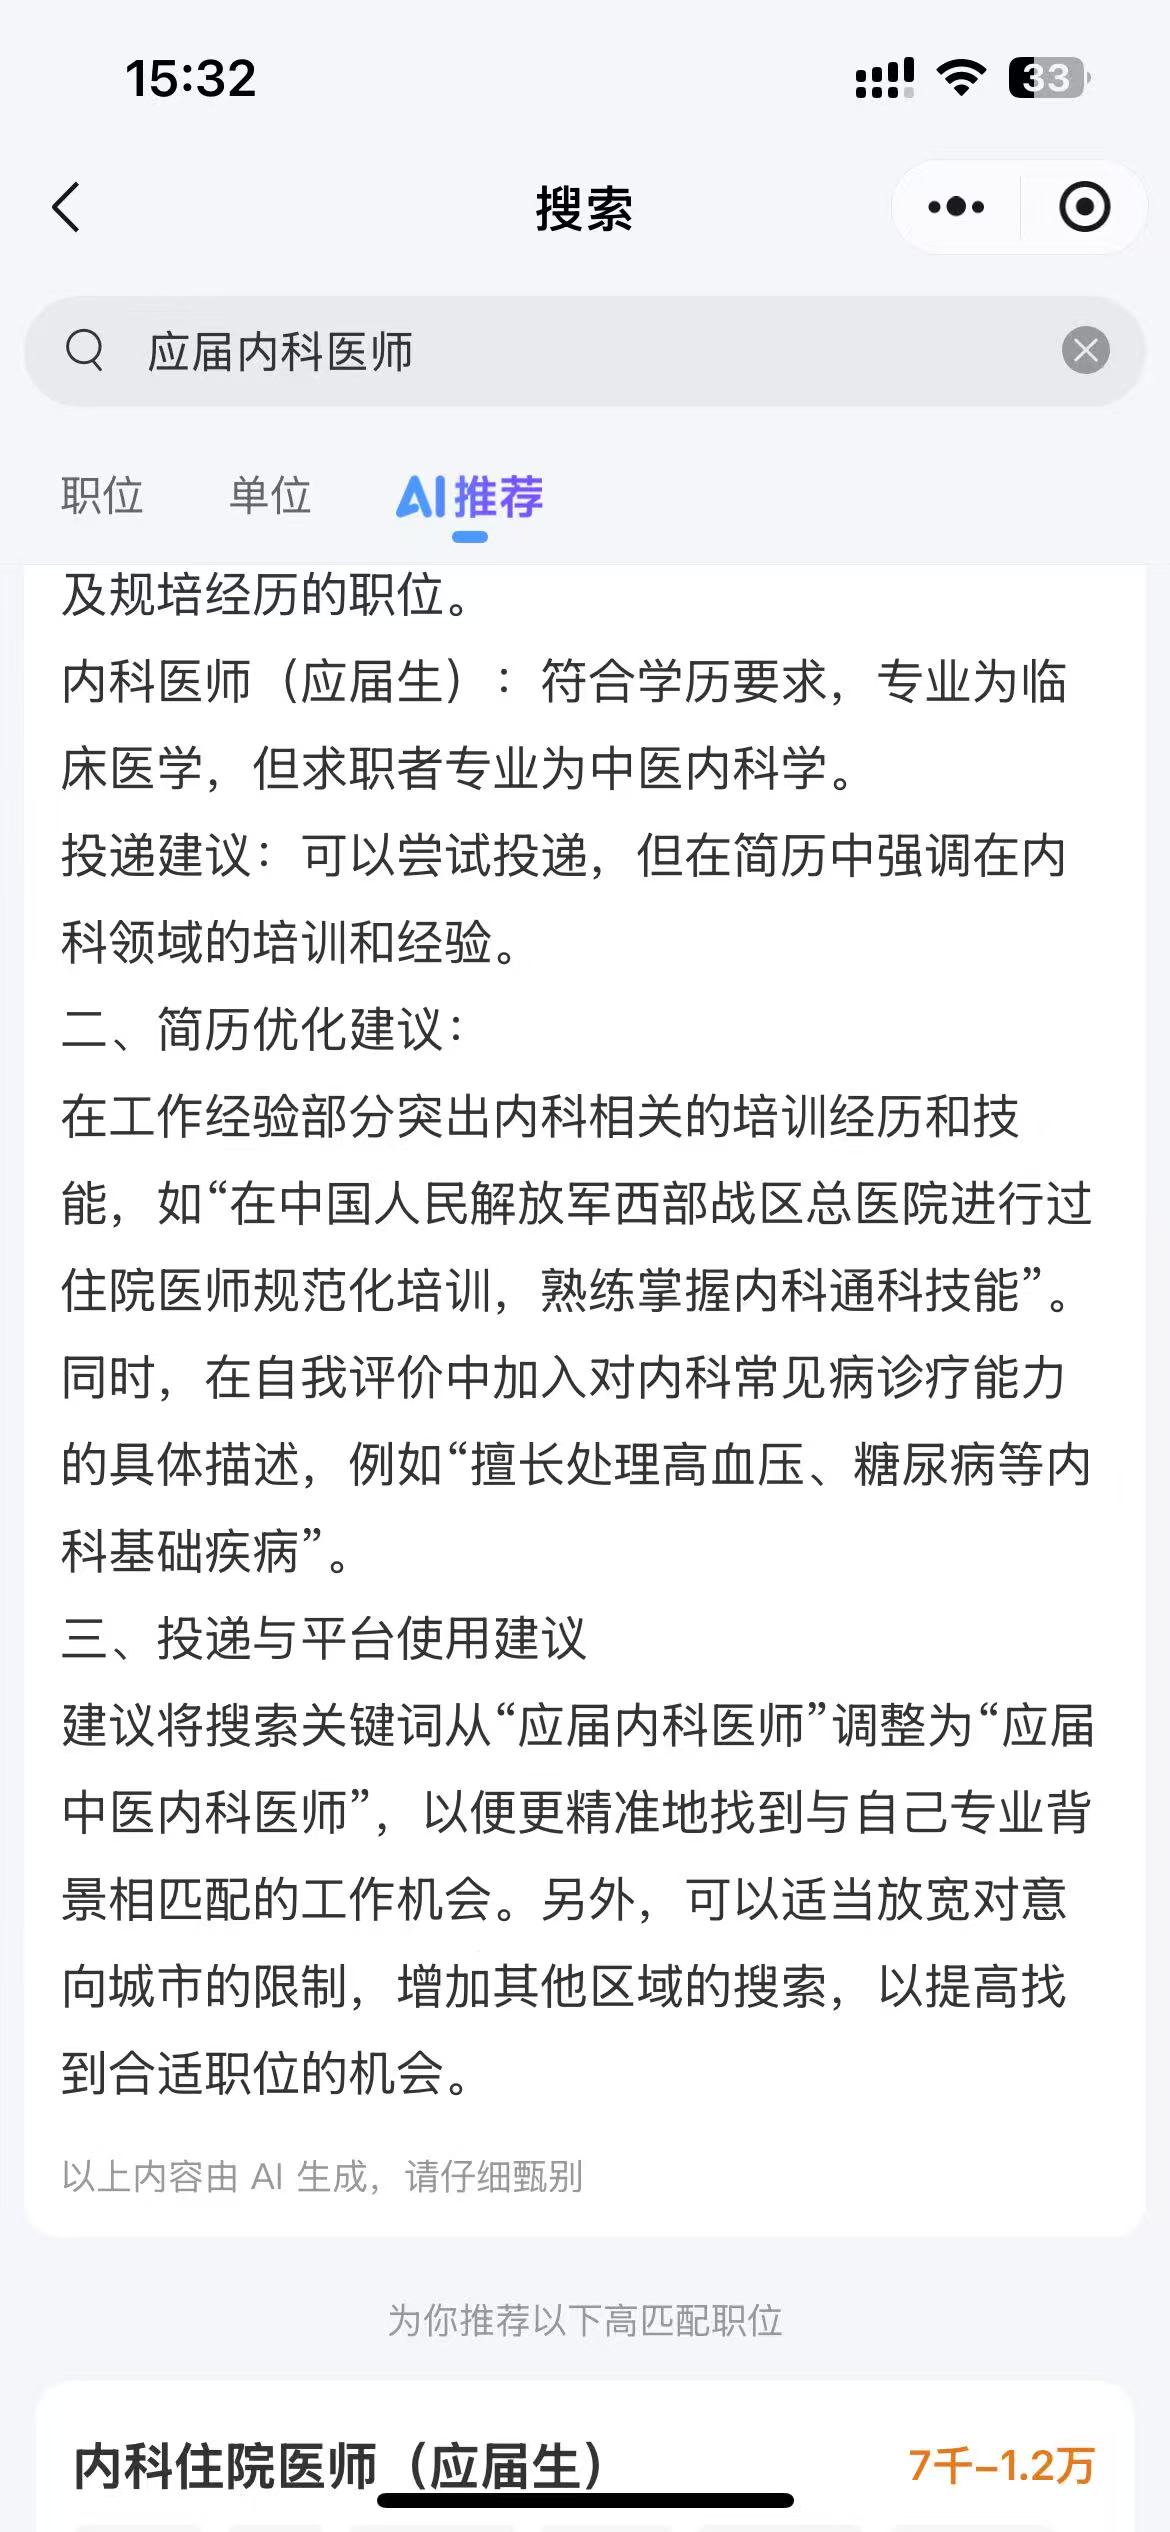 15:32
33
搜索
应届内科医师
职位 单位 AI推荐
及规培经历的职位。
内科医师（应届生）：符合学历要求，专业为临
床医学，但求职者专业为中医内科学。
投递建议：可以尝试投递，但在简历中强调在内
科领域的培训和经验。
二、简历优化建议：
在工作经验部分突出内科相关的培训经历和技
能，如“在中国人民解放军西部战区总医院进行过
住院医师规范化培训，熟练掌握内科通科技能”。
同时，在自我评价中加入对内科常见病诊疗能力
的具体描述，例如“擅长处理高血压、糖尿病等内
科基础疾病”。
三、投递与平台使用建议
建议将搜索关键词从“应届内科医师”调整为“应届
中医内科医师”，以便更精准地找到与自己专业背
景相匹配的工作机会。另外，可以适当放宽对意
向城市的限制，增加其他区域的搜索，以提高找
到合适职位的机会。
以上内容由 AI 生成，请仔细甄别
为你推荐以下高匹配职位
内科住院医师（应届生） 7千–1.2万